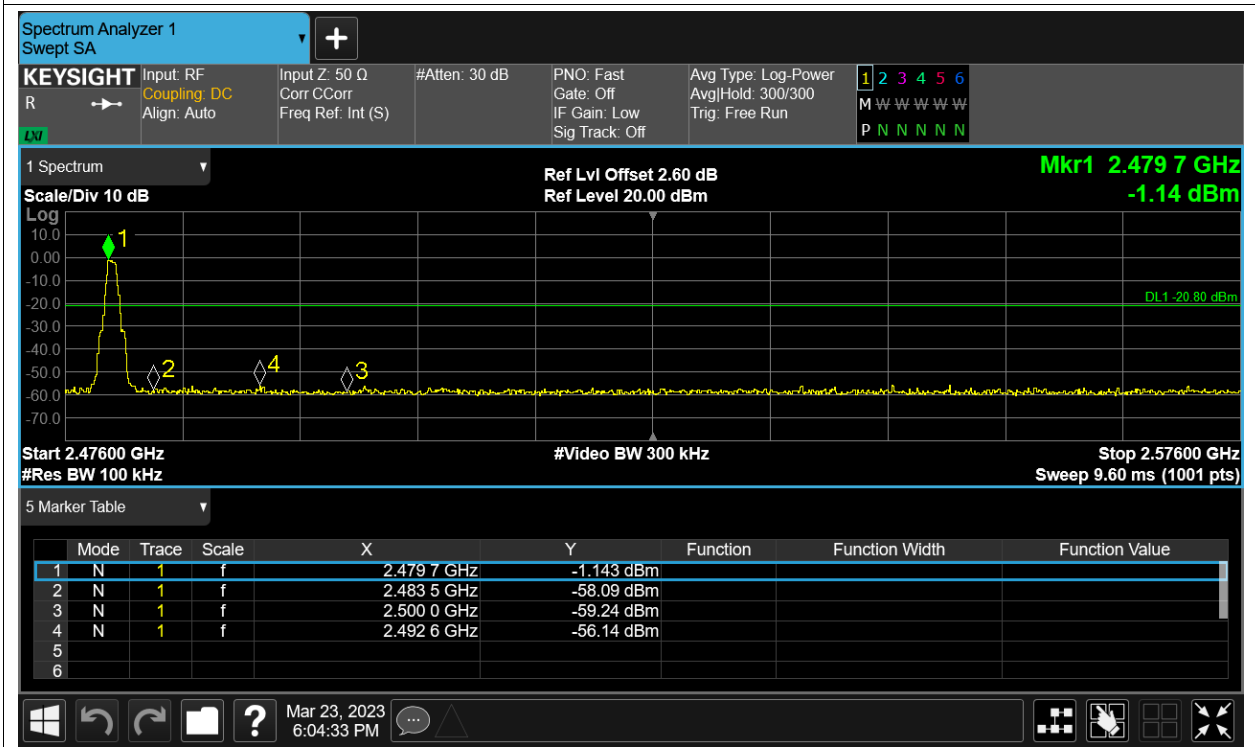 Spectrum Analyzer 1
Swept SA
+
KEYSIGHT
R
LXI
Input: RF
Coupling: DC
Align: Auto
Input Z: 50 Ω
Corr CCorr
Freq Ref: Int (S)
#Atten: 30 dB
PNO: Fast
Gate: Off
IF Gain: Low
Sig Track: Off
Avg Type: Log-Power
Avg|Hold: 300/300
Trig: Free Run
1 2 3 4 5 6
M W W W W W
P N N N N N
1 Spectrum
Scale/Div 10 dB
Ref Lvl Offset 2.60 dB
Ref Level 20.00 dBm
Mkr1 2.479 7 GHz
-1.14 dBm
Log
10.0
0.00
-10.0
-20.0
-30.0
-40.0
-50.0
-60.0
-70.0
1
2
4
3
DL1 -20.80 dBm
Start 2.47600 GHz
#Video BW 300 kHz
Stop 2.57600 GHz
#Res BW 100 kHz
Sweep 9.60 ms (1001 pts)
5 Marker Table
Mode Trace Scale X Y Function Function Width Function Value
1 N 1 f 2.479 7 GHz -1.143 dBm
2 N 1 f 2.483 5 GHz -58.09 dBm
3 N 1 f 2.500 0 GHz -59.24 dBm
4 N 1 f 2.492 6 GHz -56.14 dBm
5
6
?
Mar 23, 2023
6:04:33 PM